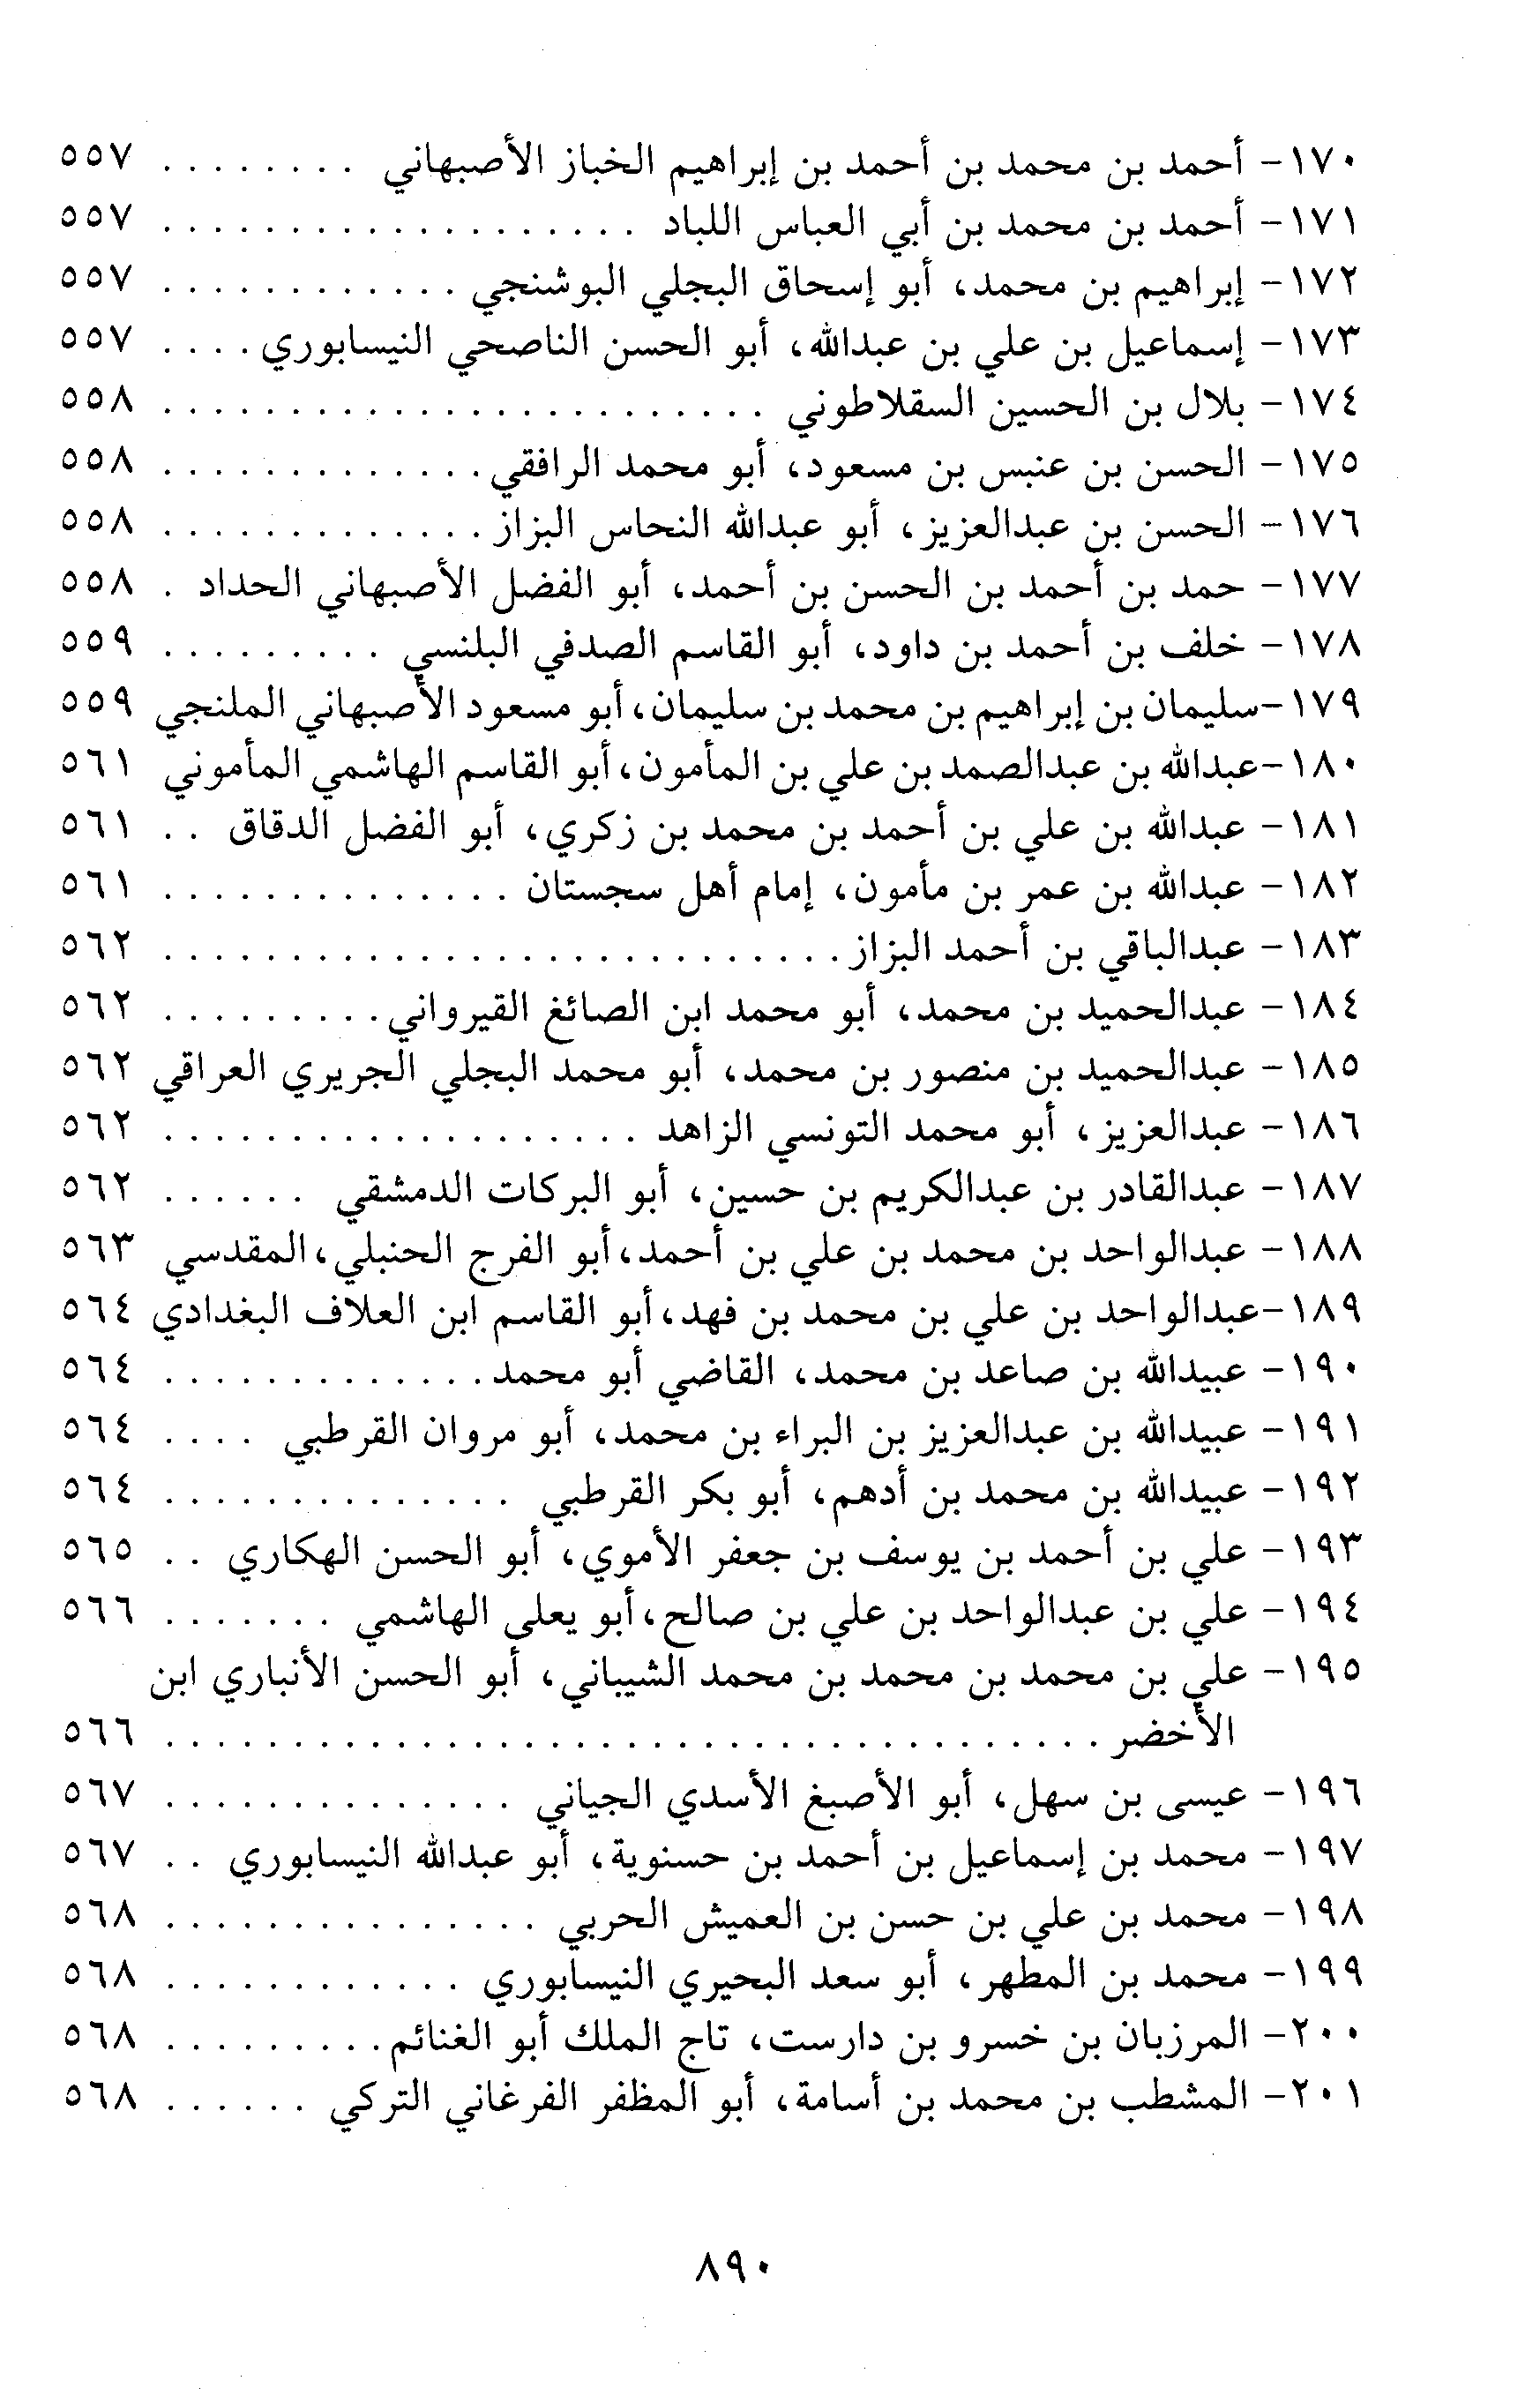 ١٧٠- أحمد بن محمد بن أحمد بن إبراهيم الخباز الأصبهاني . . . . . . . . ٥٥٧
١٧١- أحمد بن محمد بن أبي العباس اللباد . . . . . . . . . . . . . . . . . . . ٥٥٧
١٧٢- إبراهيم بن محمد، أبو إسحاق البجلي البوشنجي . . . . . . . . . . . . ٥٥٧
١٧٣- إسماعيل بن علي بن عبدالله، أبو الحسن الناصحي النيسابوري . . . . ٥٥٧
١٧٤- بلال بن الحسين السقلاطوني . . . . . . . . . . . . . . . . . . . . . . . . ٥٥٨
١٧٥- الحسن بن عنبس بن مسعود، أبو محمد الرافقي . . . . . . . . . . . . . ٥٥٨
١٧٦- الحسن بن عبدالعزيز، أبو عبدالله النحاس البزاز . . . . . . . . . . . . . ٥٥٨
١٧٧- حمد بن أحمد بن الحسن بن أحمد، أبو الفضل الأصبهاني الحداد . ٥٥٨
١٧٨- خلف بن أحمد بن داود، أبو القاسم الصدفي البلنسي . . . . . . . . . ٥٥٩
١٧٩-سليمان بن إبراهيم بن محمد بن سليمان، أبو مسعود الأصبهاني الملنجي ٥٥٩
١٨٠-عبدالله بن عبدالصمد بن علي بن المأمون، أبو القاسم الهاشمي المأموني ٥٦١
١٨١- عبدالله بن علي بن أحمد بن محمد بن زكري، أبو الفضل الدقاق . . ٥٦١
١٨٢- عبدالله بن عمر بن مأمون، إمام أهل سجستان . . . . . . . . . . . . . . ٥٦١
١٨٣- عبدالباقي بن أحمد البزاز . . . . . . . . . . . . . . . . . . . . . . . . . . . ٥٦٢
١٨٤- عبدالحميد بن محمد، أبو محمد ابن الصائغ القيرواني . . . . . . . . . ٥٦٢
١٨٥- عبدالحميد بن منصور بن محمد، أبو محمد البجلي الجريري العراقي ٥٦٢
١٨٦- عبدالعزيز، أبو محمد التونسي الزاهد . . . . . . . . . . . . . . . . . . . ٥٦٢
١٨٧- عبدالقادر بن عبدالكريم بن حسين، أبو البركات الدمشقي . . . . . . ٥٦٢
١٨٨- عبدالواحد بن محمد بن علي بن أحمد، أبو الفرج الحنبلي، المقدسي ٥٦٣
١٨٩-عبدالواحد بن علي بن محمد بن فهد، أبو القاسم ابن العلاف البغدادي ٥٦٤
١٩٠- عبيدالله بن صاعد بن محمد، القاضي أبو محمد . . . . . . . . . . . . . ٥٦٤
١٩١- عبيدالله بن عبدالعزيز بن البراء بن محمد، أبو مروان القرطبي . . . . ٥٦٤
١٩٢- عبيدالله بن محمد بن أدهم، أبو بكر القرطبي . . . . . . . . . . . . . . ٥٦٤
١٩٣- علي بن أحمد بن يوسف بن جعفر الأموي، أبو الحسن الهكاري . . ٥٦٥
١٩٤- علي بن عبدالواحد بن علي بن صالح، أبو يعلى الهاشمي . . . . . . . ٥٦٦
١٩٥- علي بن محمد بن محمد بن محمد الشيباني، أبو الحسن الأنباري ابن
الأخضر . . . . . . . . . . . . . . . . . . . . . . . . . . . . . . . . . . . . . ٥٦٦
١٩٦- عيسى بن سهل، أبو الأصبغ الأسدي الجياني . . . . . . . . . . . . . . ٥٦٧
١٩٧- محمد بن إسماعيل بن أحمد بن حسنوية، أبو عبدالله النيسابوري . . ٥٦٧
١٩٨- محمد بن علي بن حسن بن العميش الحربي . . . . . . . . . . . . . . . ٥٦٨
١٩٩- محمد بن المطهر، أبو سعد البحيري النيسابوري . . . . . . . . . . . . ٥٦٨
٢٠٠- المرزبان بن خسرو بن دارست، تاج الملك أبو الغنائم . . . . . . . . . ٥٦٨
٢٠١- المشطب بن محمد بن أسامة، أبو المظفر الفرغاني التركي . . . . . . ٥٦٨
٨٩٠